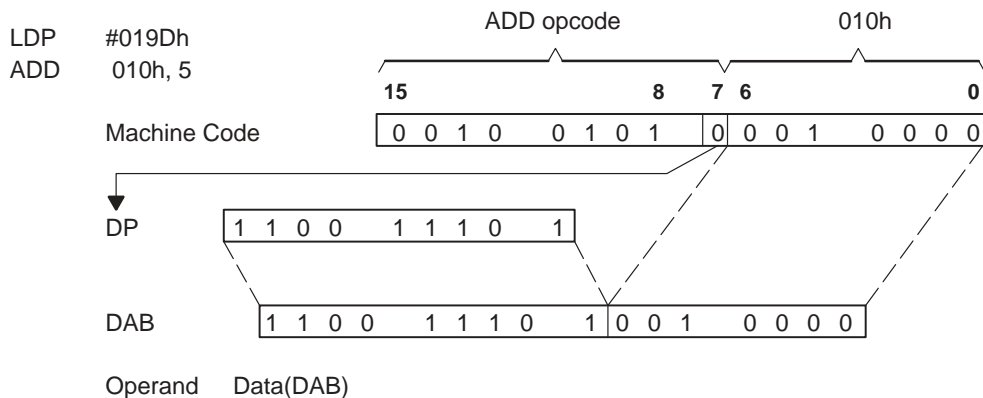 ADD opcode 010h
LDP #019Dh
ADD 010h, 5
15 8 7 6 0
Machine Code 0 0 1 0 0 1 0 1 0 0 0 1 0 0 0 0
DP 1 1 0 0 1 1 1 0 1
DAB 1 1 0 0 1 1 1 0 1 0 0 1 0 0 0 0
Operand Data(DAB)